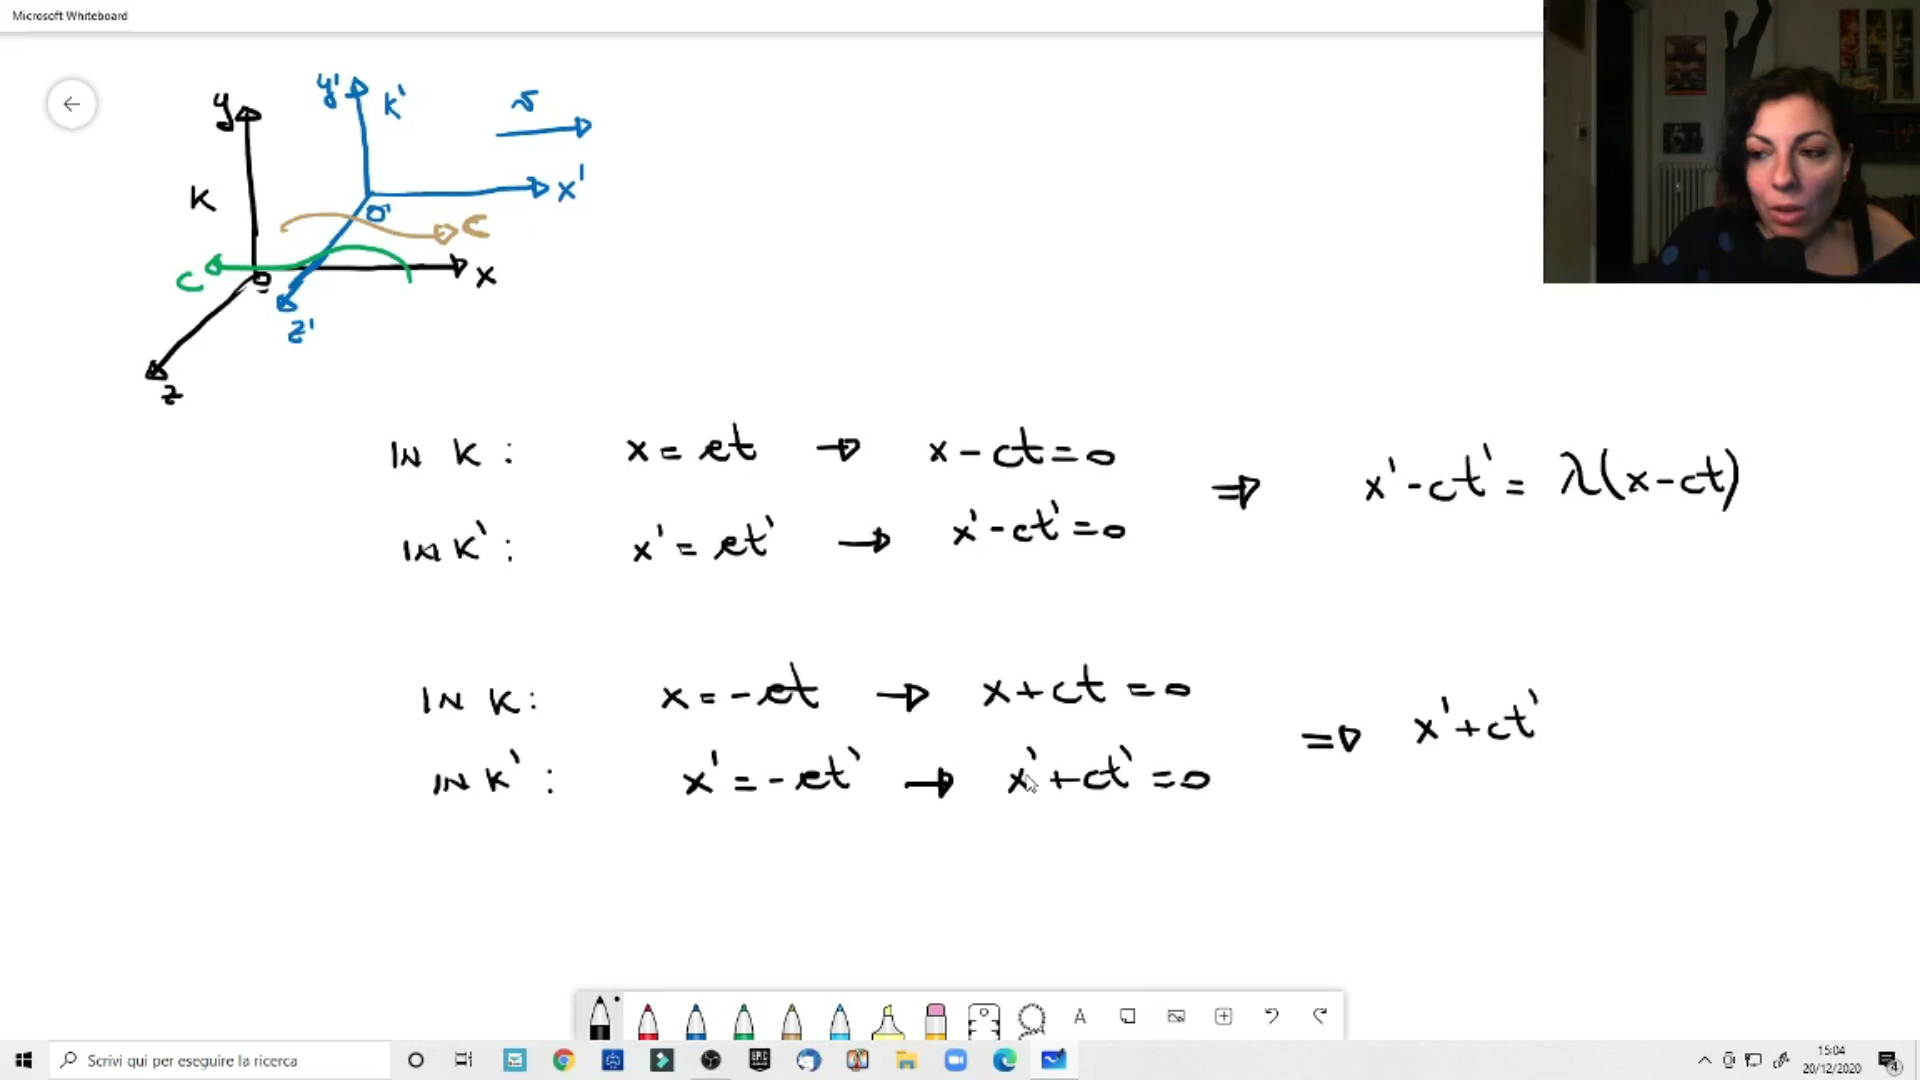 Microsoft Whiteboard
y
y'
K'
v
K
x'
O'
c
c
O
x
z'
z
IN K : x = ct → x - ct = 0
⇒ x' - ct' = λ(x - ct)
IN K' : x' = ct' → x' - ct' = 0
IN K : x = - ct → x + ct = 0
⇒ x' + ct'
IN K' : x' = - ct' → x' + ct' = 0
Scrivi qui per eseguire la ricerca
15:04
20/12/2020
4